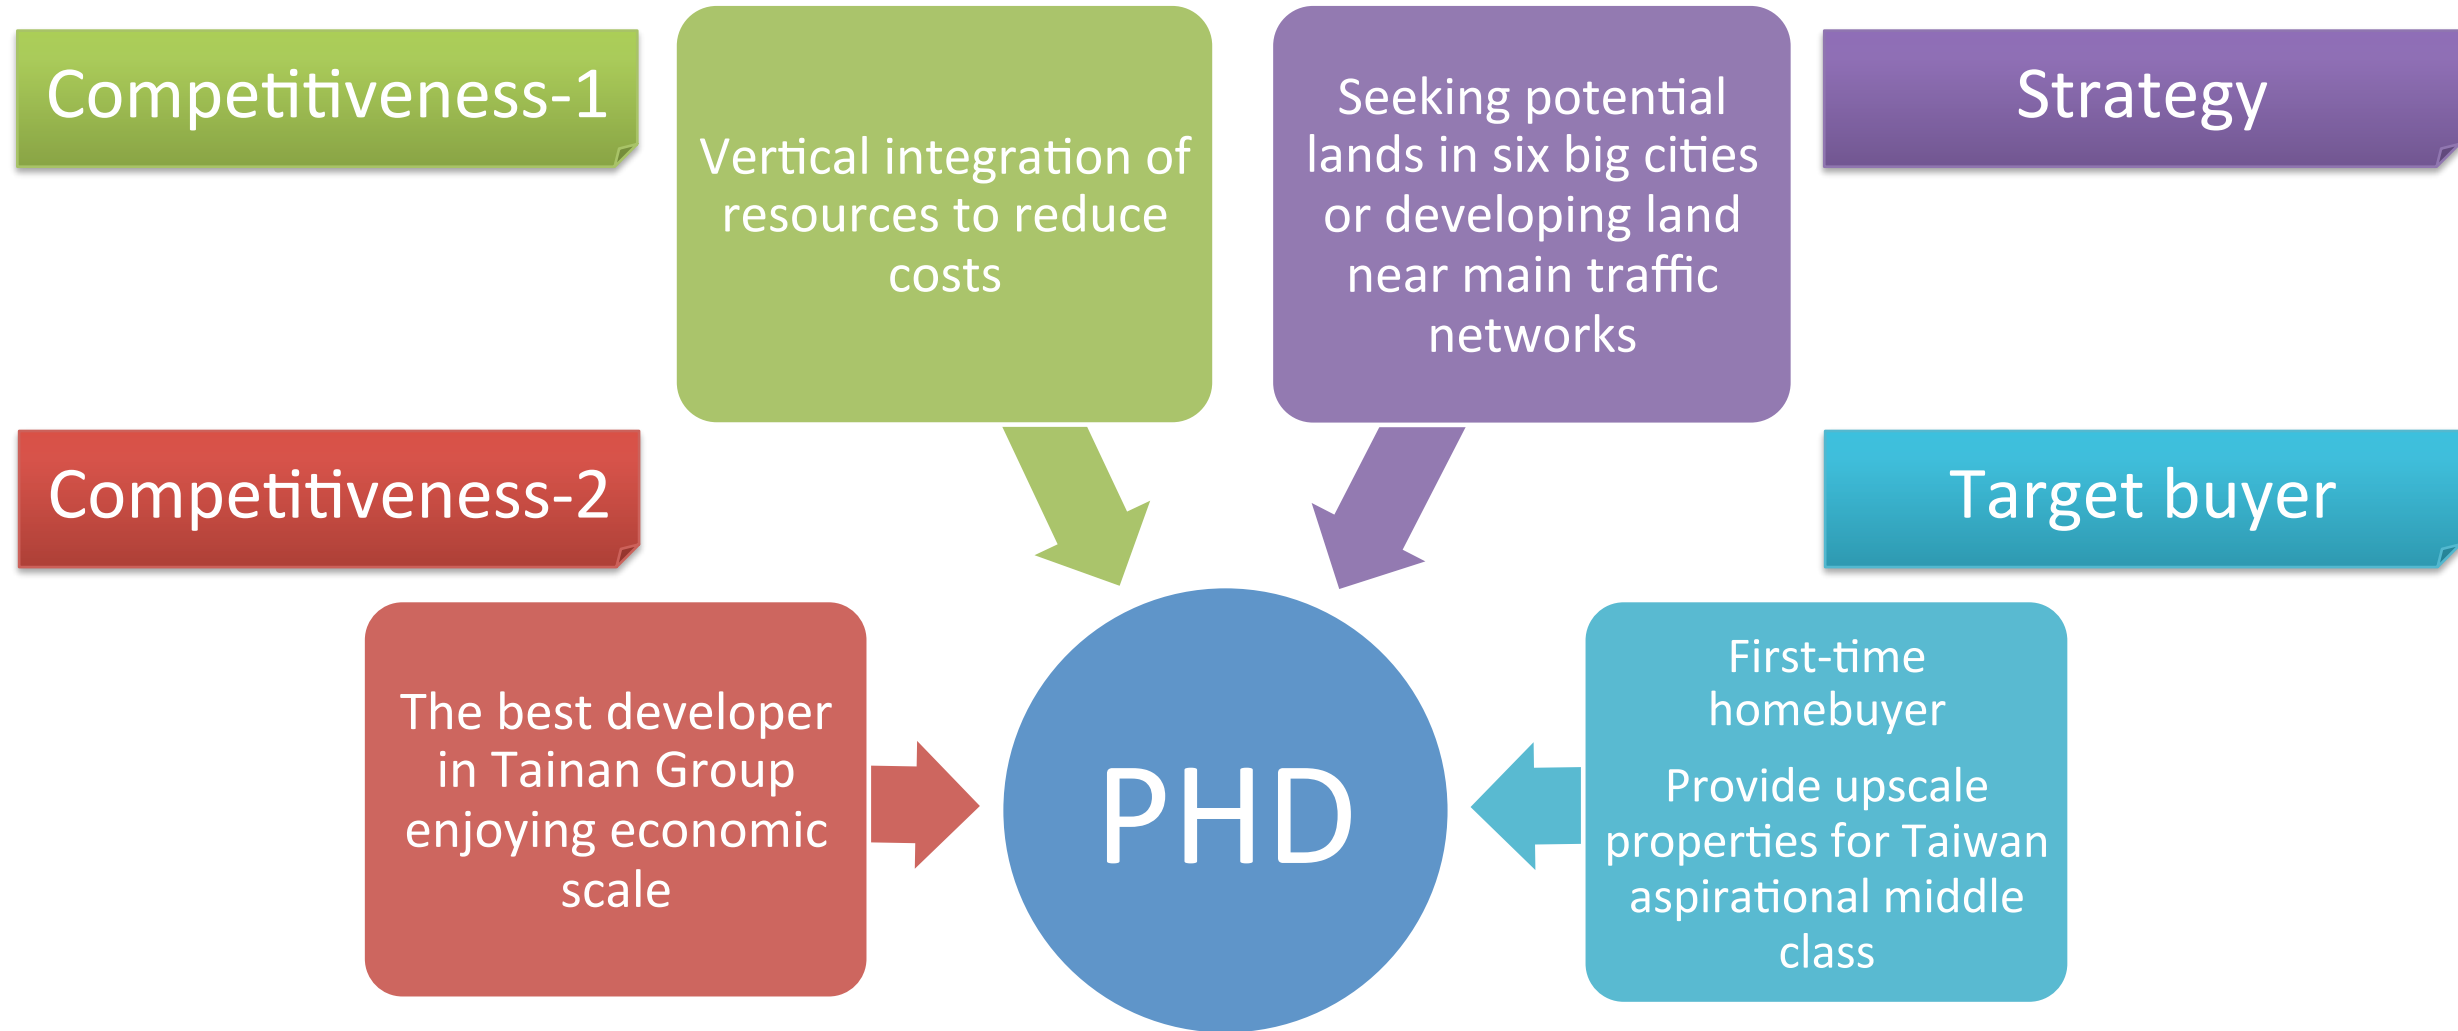 Competitiveness-1
Vertical integration of
resources to reduce
costs
Seeking potential
lands in six big cities
or developing land
near main traffic
networks
Strategy
Competitiveness-2
The best developer
in Tainan Group
enjoying economic
scale
PHD
Target buyer
First-time
homebuyer
Provide upscale
properties for Taiwan
aspirational middle
class